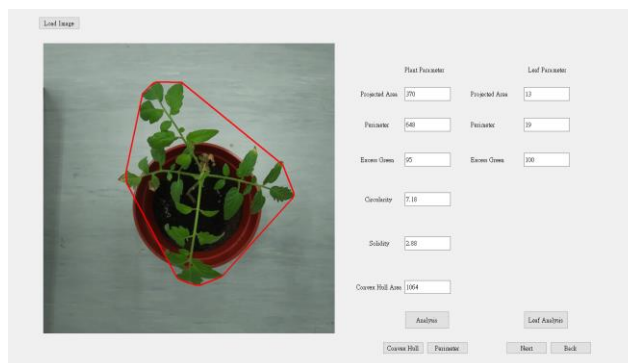 Load Image
Plant Parameter Leaf Parameter
Projected Area 370 Projected Area 13
Perimeter 640 Perimeter 19
Excess Green 95 Excess Green 100
Circularity 7.18
Solidity 2.88
Convex Hull Area 1064
Analysis Leaf Analysis
Convex Hull Perimeter Next Back